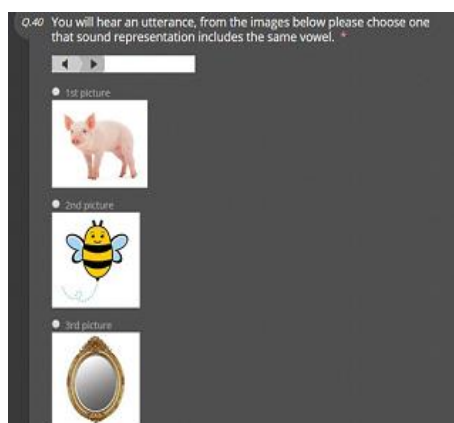 Q.40 You will hear an utterance, from the images below please choose one
that sound representation includes the same vowel. *
1st picture
2nd picture
3rd picture